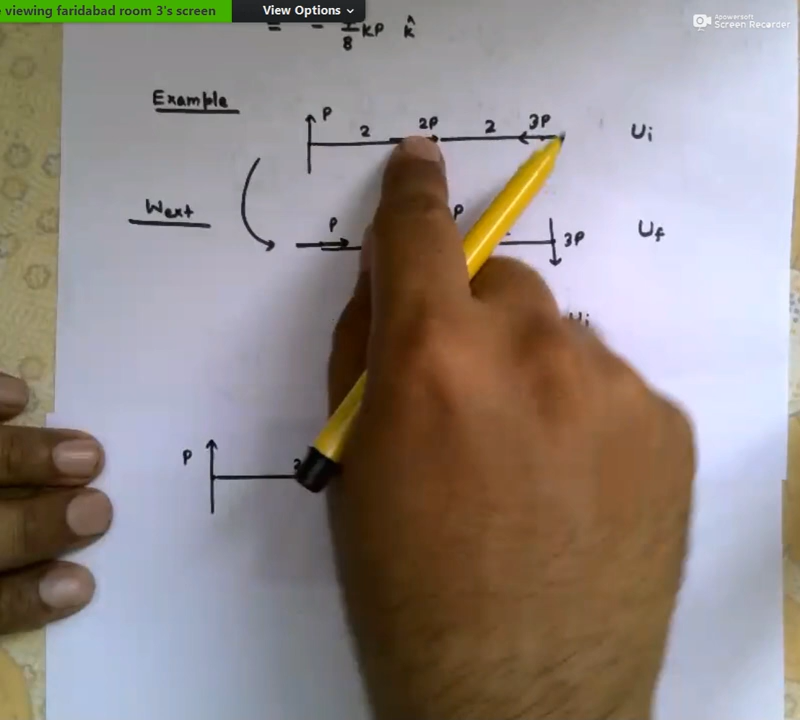 viewing faridabad room 3's screen View Options
Apowersoft
Screen Recorder
= - 8 KP k̂
Example
P 2 2P 2 3P Ui
Wext
P P 3P Uf
Ui
P